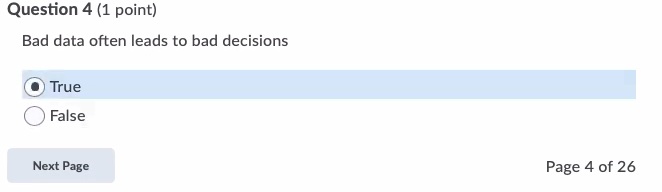 Question 4 (1 point)
Bad data often leads to bad decisions
True
False
Next Page
Page 4 of 26